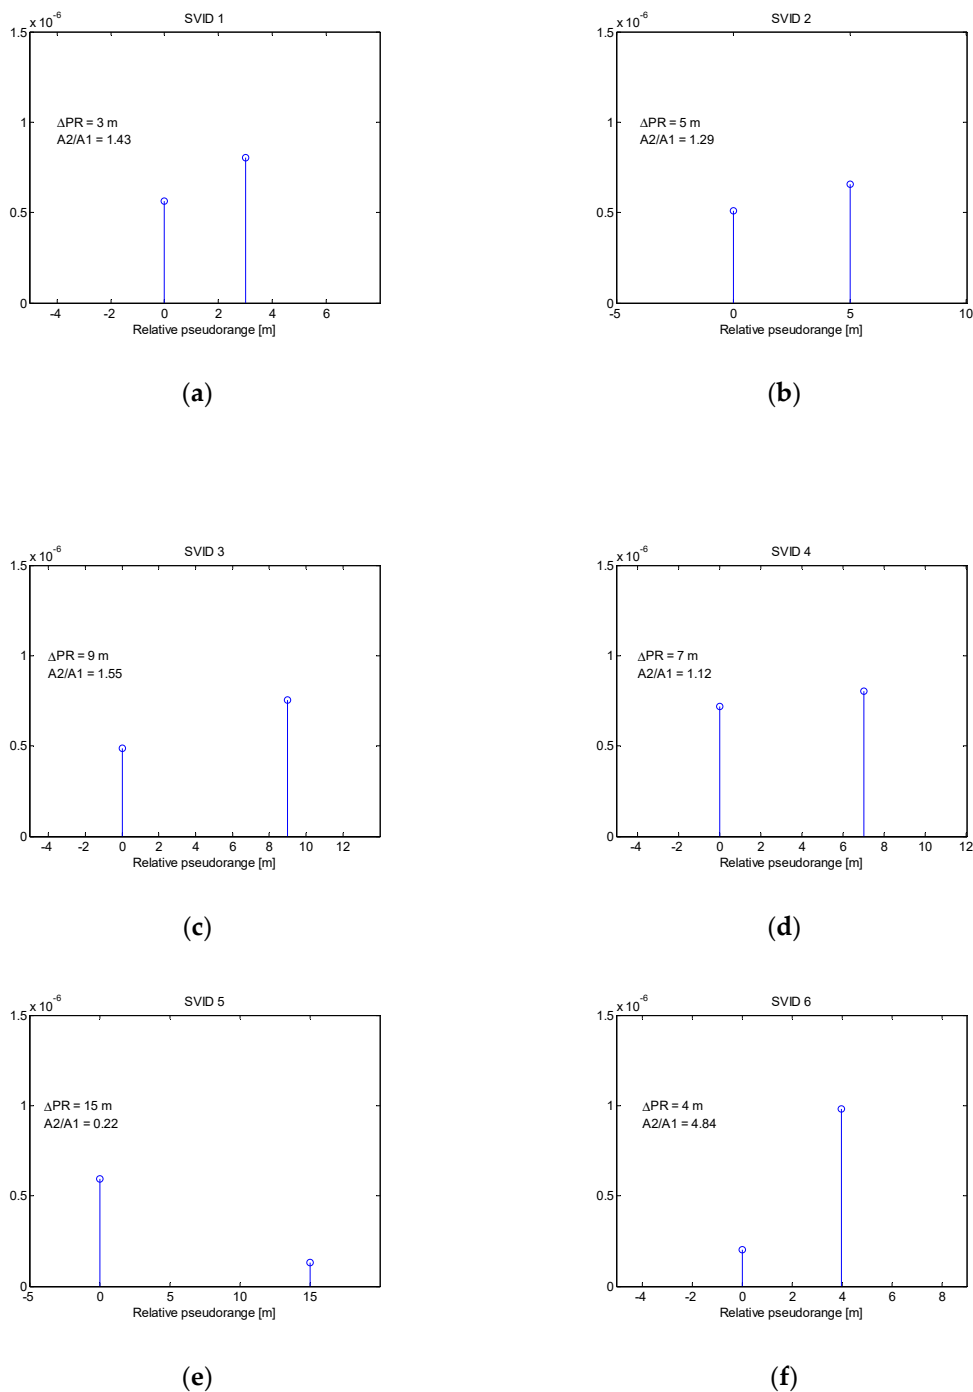 SVID 1
x 10-6
1.5
1
0.5
0
ΔPR = 3 m
A2/A1 = 1.43
-4 -2 0 2 4 6
Relative pseudorange [m]
(a)
SVID 2
x 10-6
1.5
1
0.5
0
ΔPR = 5 m
A2/A1 = 1.29
-5 0 5 10
Relative pseudorange [m]
(b)
SVID 3
x 10-6
1.5
1
0.5
0
ΔPR = 9 m
A2/A1 = 1.55
-4 -2 0 2 4 6 8 10 12
Relative pseudorange [m]
(c)
SVID 4
x 10-6
1.5
1
0.5
0
ΔPR = 7 m
A2/A1 = 1.12
-4 -2 0 2 4 6 8 10 12
Relative pseudorange [m]
(d)
SVID 5
x 10-6
1.5
1
0.5
0
ΔPR = 15 m
A2/A1 = 0.22
-5 0 5 10 15
Relative pseudorange [m]
(e)
SVID 6
x 10-6
1.5
1
0.5
0
ΔPR = 4 m
A2/A1 = 4.84
-4 -2 0 2 4 6 8
Relative pseudorange [m]
(f)